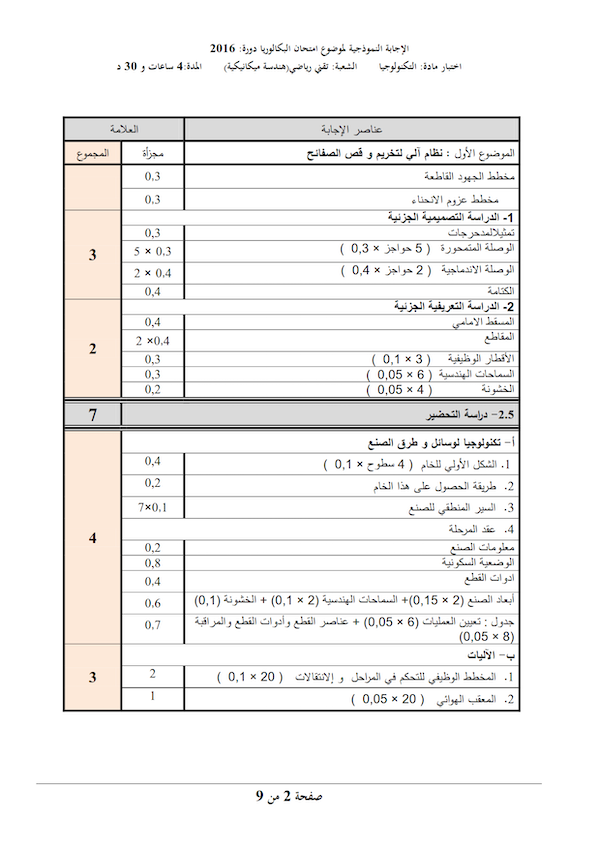 الإجابة النموذجية لموضوع امتحان البكالوريا دورة: 2016
اختبار مادة: التكنولوجيا الشعبة: تقني رياضي(هندسة ميكانيكية) المدة:4 ساعات و 30 د
عناصر الإجابة العلامة
الموضوع الأول : نظام آلي لتخريم و قص الصفائح مجزأة المجموع
مخطط الجهود القاطعة 0.3
مخطط عزوم الانحناء 0.3
1- الدراسة التصميمية الجزئية 3
تمثيلالمدحرجات 0,3
الوصلة المتمحورة ( 5 حواجز × 0,3 ) 5 × 0.3
الوصلة الاندماجية ( 2 حواجز × 0,4 ) 2 × 0.4
الكتامة 0,4
2- الدراسة التعريفية الجزئية 2
المسقط الامامي 0,4
المقاطع 2 ×0.4
الأقطار الوظيفية ( 3 × 0,1 ) 0,3
السماحات الهندسية ( 6 × 0,05 ) 0,3
الخشونة ( 4 × 0,05 ) 0,2
2.5- دراسة التحضير 7
أ- تكنولوجيا لوسائل و طرق الصنع 4
1. الشكل الأولي للخام ( 4 سطوح × 0,1 ) 0,4
2. طريقة الحصول على هذا الخام 0,2
3. السير المنطقي للصنع 7×0.1
4. عقد المرحلة
معلومات الصنع 0,2
الوضعية السكونية 0,8
ادوات القطع 0.4
أبعاد الصنع (2 × 0,15)+ السماحات الهندسية (2 × 0,1) + الخشونة (0,1) 0.6
جدول : تعيين العمليات (6 × 0,05) + عناصر القطع وأدوات القطع والمراقبة 0.7
(8 × 0,05)
ب- الآليات 3
1. المخطط الوظيفي للتحكم في المراحل و الإنتقالات ( 20 × 0,1 ) 2
2. المعقب الهوائي ( 20 × 0,05 ) 1
صفحة 2 من 9